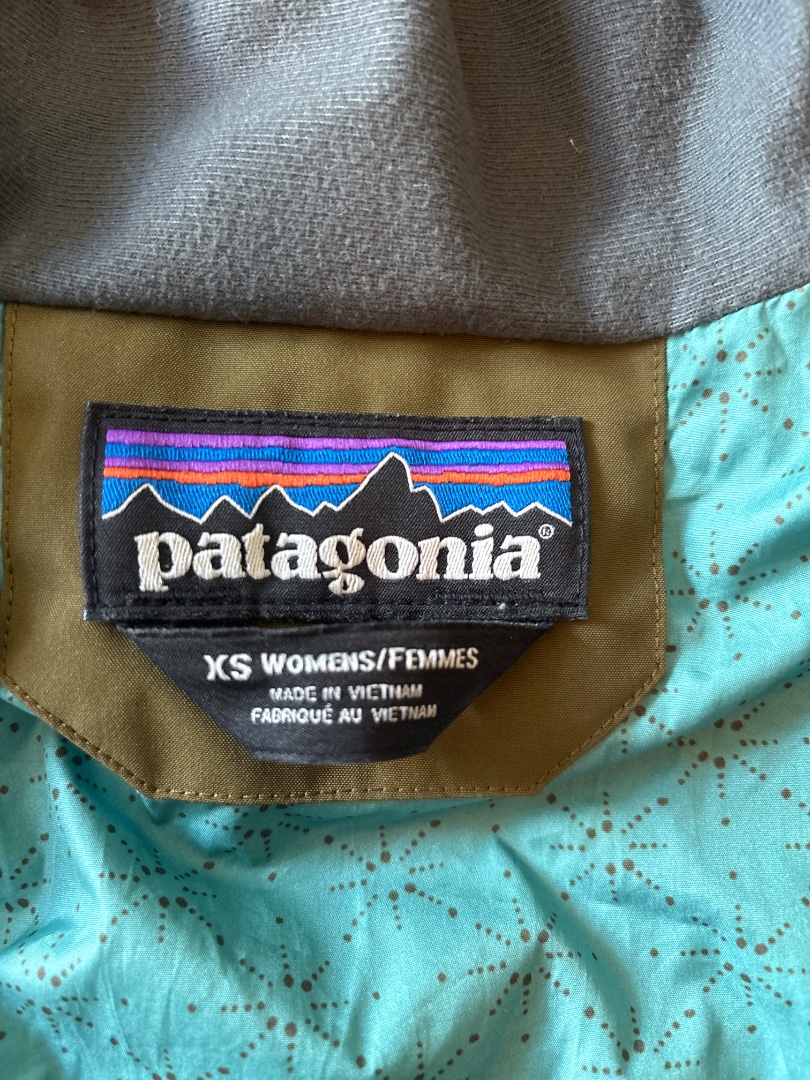 patagonia®
XS WOMENS/FEMMES
MADE IN VIETNAM
FABRIQUÉ AU VIETNAM